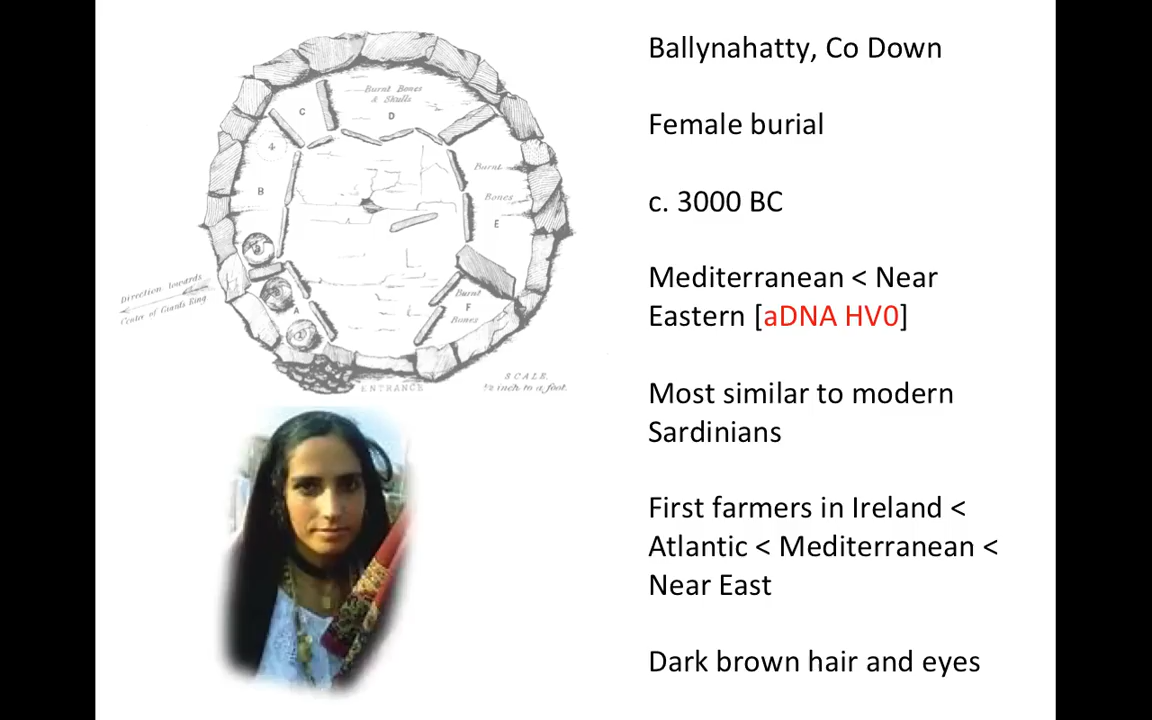 Ballynahatty, Co Down
Female burial
c. 3000 BC
Mediterranean < Near
Eastern [aDNA HV0]
Most similar to modern
Sardinians
First farmers in Ireland <
Atlantic < Mediterranean <
Near East
Dark brown hair and eyes
Burnt Bones
& Skulls
C
D
4
B
Burnt
Bones
E
Direction towards
Centre of Giants Ring
A
Burnt
F
Bones
ENTRANCE
SCALE,
½ inch to a foot.